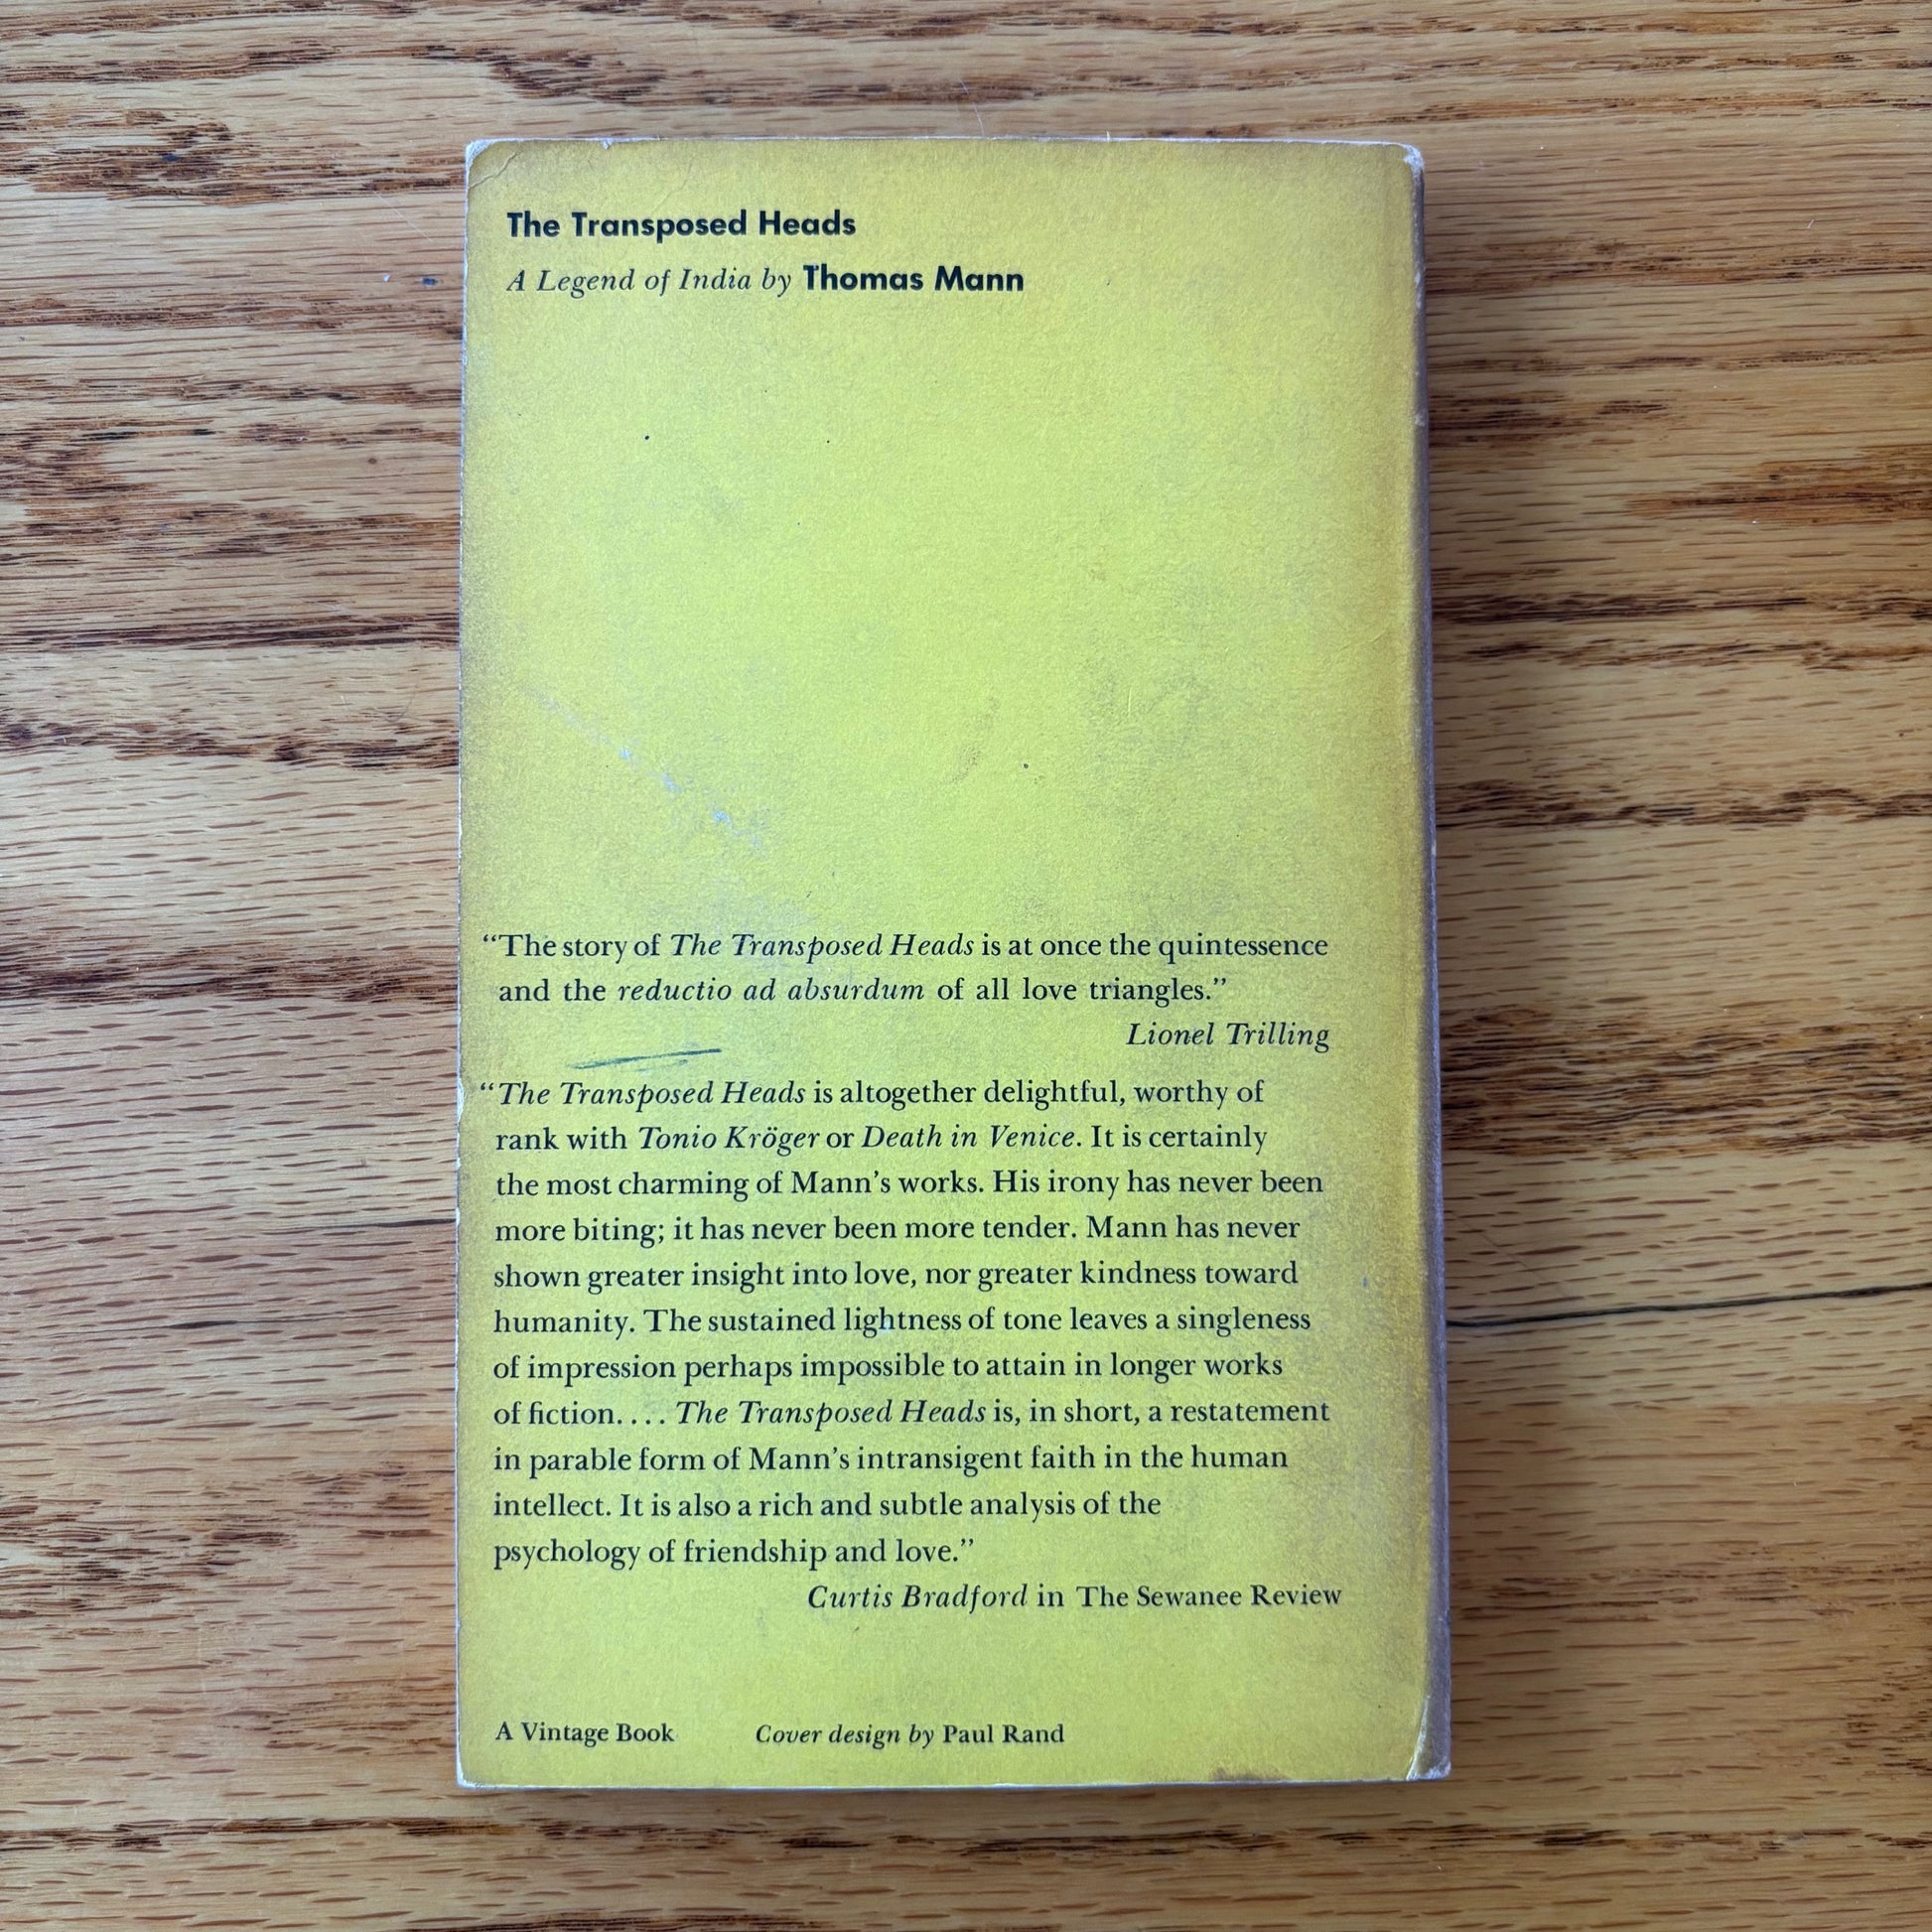 The Transposed Heads
A Legend of India by Thomas Mann
“The story of The Transposed Heads is at once the quintessence
and the reductio ad absurdum of all love triangles.”
Lionel Trilling
“The Transposed Heads is altogether delightful, worthy of
rank with Tonio Kröger or Death in Venice. It is certainly
the most charming of Mann’s works. His irony has never been
more biting; it has never been more tender. Mann has never
shown greater insight into love, nor greater kindness toward
humanity. The sustained lightness of tone leaves a singleness
of impression perhaps impossible to attain in longer works
of fiction.... The Transposed Heads is, in short, a restatement
in parable form of Mann’s intransigent faith in the human
intellect. It is also a rich and subtle analysis of the
psychology of friendship and love.”
Curtis Bradford in The Sewanee Review
A Vintage Book Cover design by Paul Rand